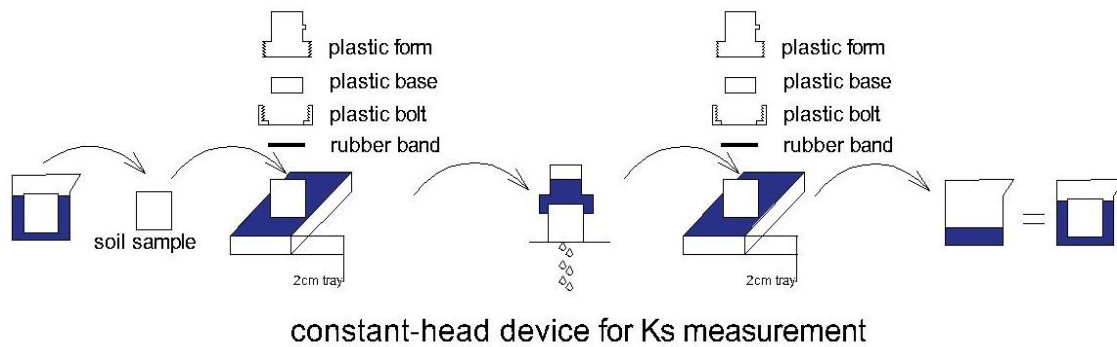 plastic form
plastic base
plastic bolt
rubber band
soil sample
2cm tray
plastic form
plastic base
plastic bolt
rubber band
2cm tray
constant-head device for Ks measurement